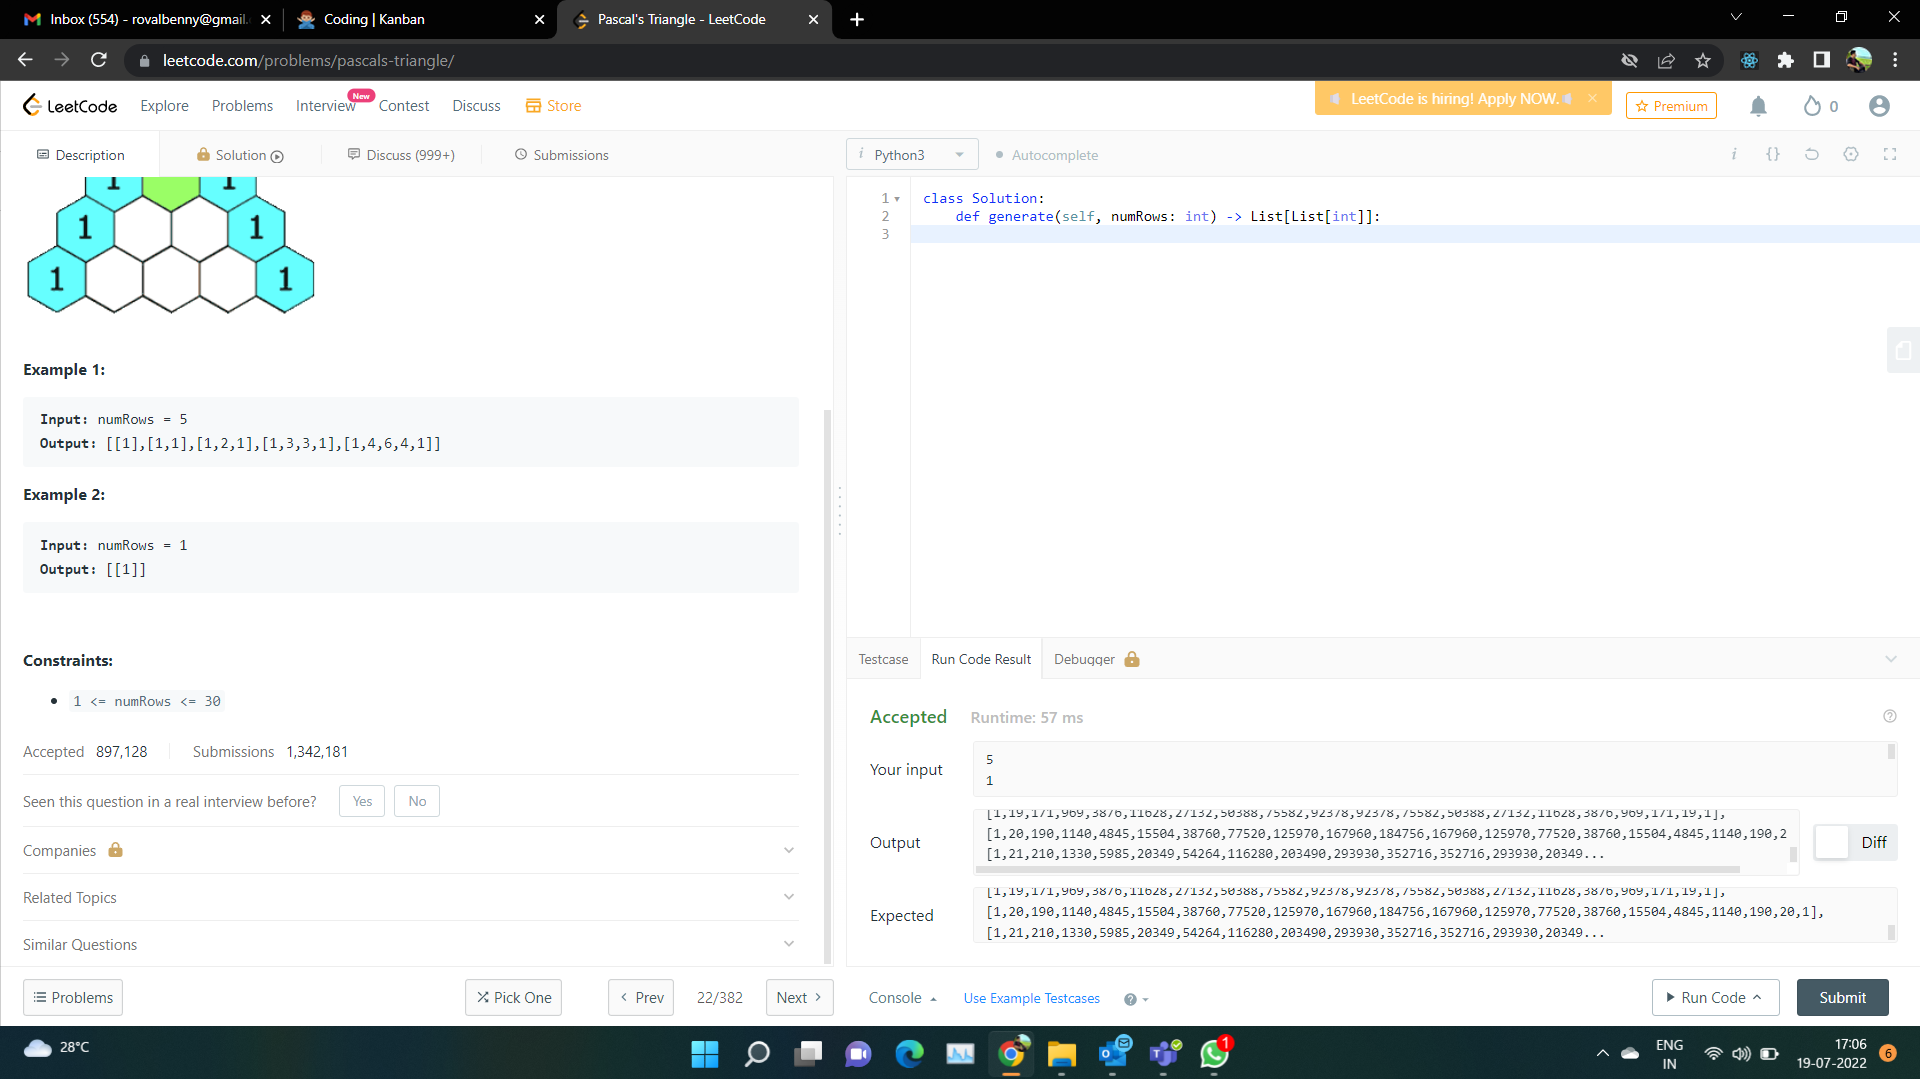 Inbox (554) - rovalbenny@gmail.
Coding | Kanban
Pascal's Triangle - LeetCode
leetcode.com/problems/pascals-triangle/
LeetCode
Explore
Problems
Interview
New
Contest
Discuss
Store
LeetCode is hiring! Apply NOW.
Premium
0
Description
Solution
Discuss (999+)
Submissions
i Python3
Autocomplete
i
{}
1 1
1 1
1 1
Example 1:
Input: numRows = 5
Output: [[1],[1,1],[1,2,1],[1,3,3,1],[1,4,6,4,1]]
Example 2:
Input: numRows = 1
Output: [[1]]
Constraints:
1 <= numRows <= 30
Accepted 897,128 Submissions 1,342,181
Seen this question in a real interview before? Yes No
Companies
Related Topics
Similar Questions
Problems
Pick One
Prev
22/382
Next
1 class Solution:
2 def generate(self, numRows: int) -> List[List[int]]:
3
Testcase
Run Code Result
Debugger
Accepted Runtime: 57 ms
Your input
5
1
Output
[1,19,171,969,3876,11628,27132,50388,75582,92378,92378,75582,50388,27132,11628,3876,969,171,19,1],
[1,20,190,1140,4845,15504,38760,77520,125970,167960,184756,167960,125970,77520,38760,15504,4845,1140,190,2
[1,21,210,1330,5985,20349,54264,116280,203490,293930,352716,352716,293930,20349...
Diff
Expected
[1,19,171,969,3876,11628,27132,50388,75582,92378,92378,75582,50388,27132,11628,3876,969,171,19,1],
[1,20,190,1140,4845,15504,38760,77520,125970,167960,184756,167960,125970,77520,38760,15504,4845,1140,190,20,1],
[1,21,210,1330,5985,20349,54264,116280,203490,293930,352716,352716,293930,20349...
Console
Use Example Testcases
Run Code
Submit
28°C
1
ENG
IN
17:06
19-07-2022
6